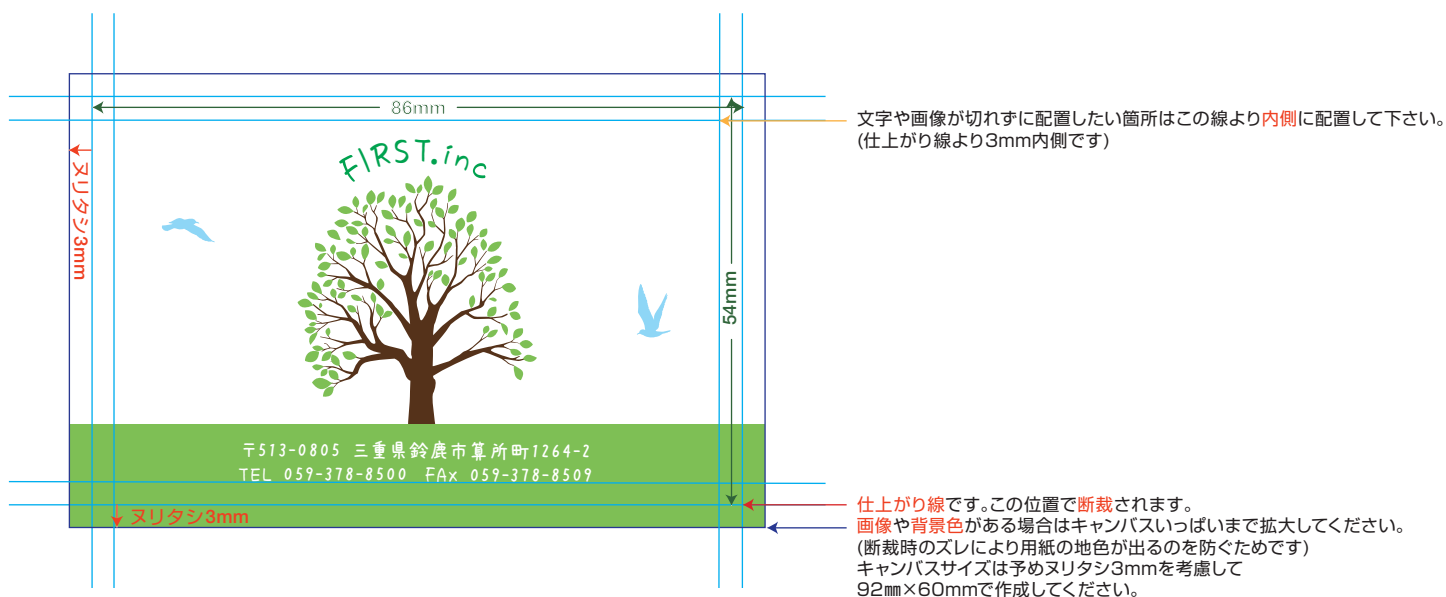 86mm
文字や画像が切れずに配置したい箇所はこの線より内側に配置して下さい。
(仕上がり線より3mm内側です)
FIRST.inc
ヌリタシ3mm
54mm
〒513-0805 三重県鈴鹿市算所町1264-2
TEL 059-378-8500 FAx 059-378-8509
ヌリタシ3mm
仕上がり線です。この位置で断裁されます。
画像や背景色がある場合はキャンバスいっぱいまで拡大してください。
(断裁時のズレにより用紙の地色が出るのを防ぐためです)
キャンバスサイズは予めヌリタシ3mmを考慮して
92㎜×60mmで作成してください。